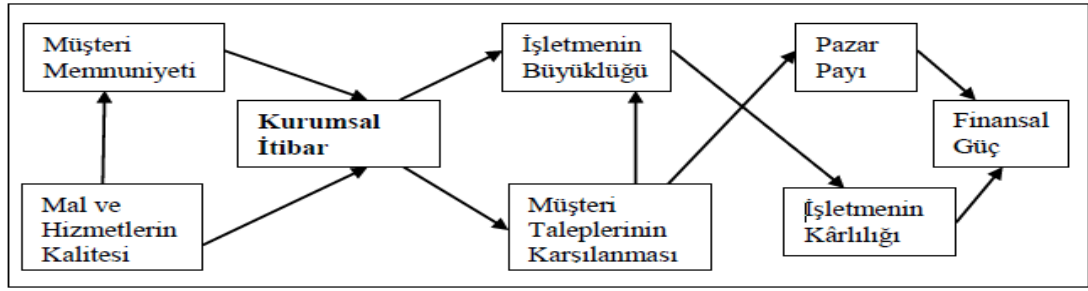 Müşteri
Memnuniyeti
Kurumsal
İtibar
Mal ve
Hizmetlerin
Kalitesi
İşletmenin
Büyüklüğü
Müşteri
Taleplerinin
Karşılanması
Pazar
Payı
İşletmenin
Kârlılığı
Finansal
Güç